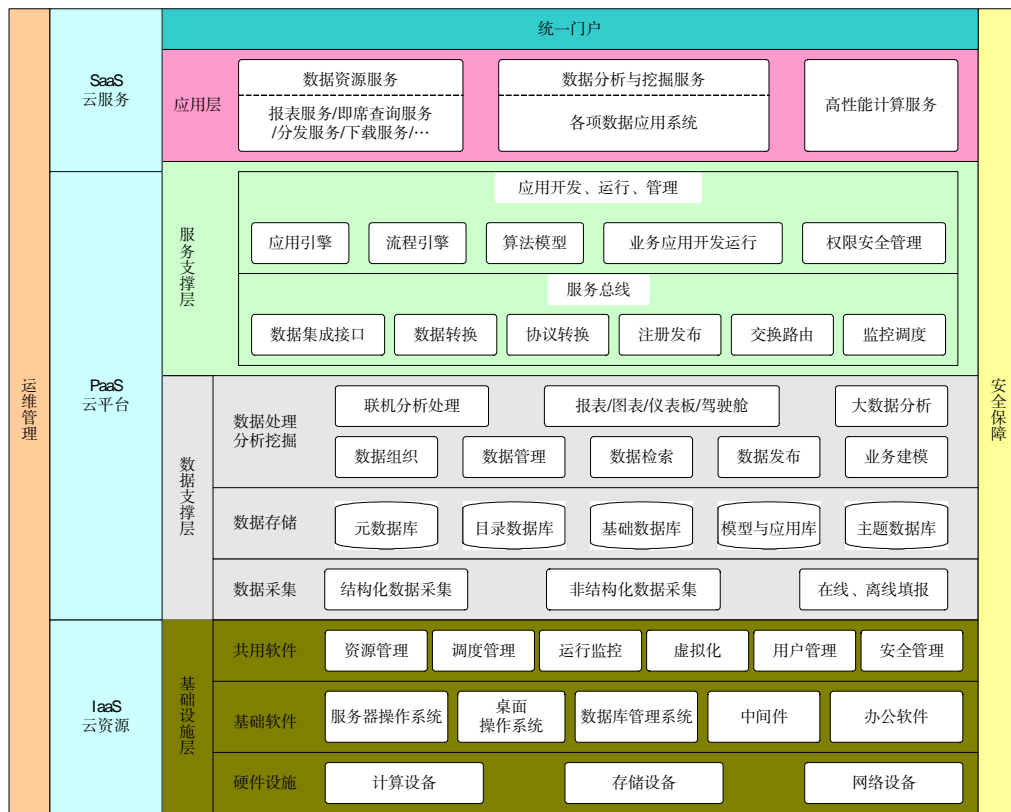 统一门户
SaaS
云服务
应用层
数据资源服务
报表服务/即席查询服务
/分发服务/下载服务/…
数据分析与挖掘服务
各项数据应用系统
高性能计算服务
运维管理
安全保障
PaaS
云平台
服务支撑层
应用开发、运行、管理
应用引擎
流程引擎
算法模型
业务应用开发运行
权限安全管理
服务总线
数据集成接口
数据转换
协议转换
注册发布
交换路由
监控调度
数据支撑层
数据处理
分析挖掘
联机分析处理
报表/图表/仪表板/驾驶舱
大数据分析
数据组织
数据管理
数据检索
数据发布
业务建模
数据存储
元数据库
目录数据库
基础数据库
模型与应用库
主题数据库
数据采集
结构化数据采集
非结构化数据采集
在线、离线填报
IaaS
云资源
基础设施层
共用软件
资源管理
调度管理
运行监控
虚拟化
用户管理
安全管理
基础软件
服务器操作系统
桌面
操作系统
数据库管理系统
中间件
办公软件
硬件设施
计算设备
存储设备
网络设备